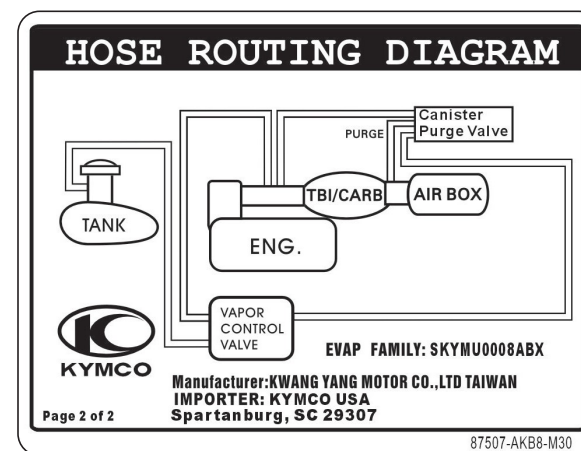 HOSE ROUTING DIAGRAM
Canister
Purge Valve
PURGE
TBI/CARB
AIR BOX
TANK
ENG.
VAPOR
CONTROL
VALVE
KYMCO
EVAP FAMILY: SKYMU0008ABX
Manufacturer:KWANG YANG MOTOR CO.,LTD TAIWAN
IMPORTER: KYMCO USA
Page 2 of 2
Spartanburg, SC 29307
87507-AKB8-M30